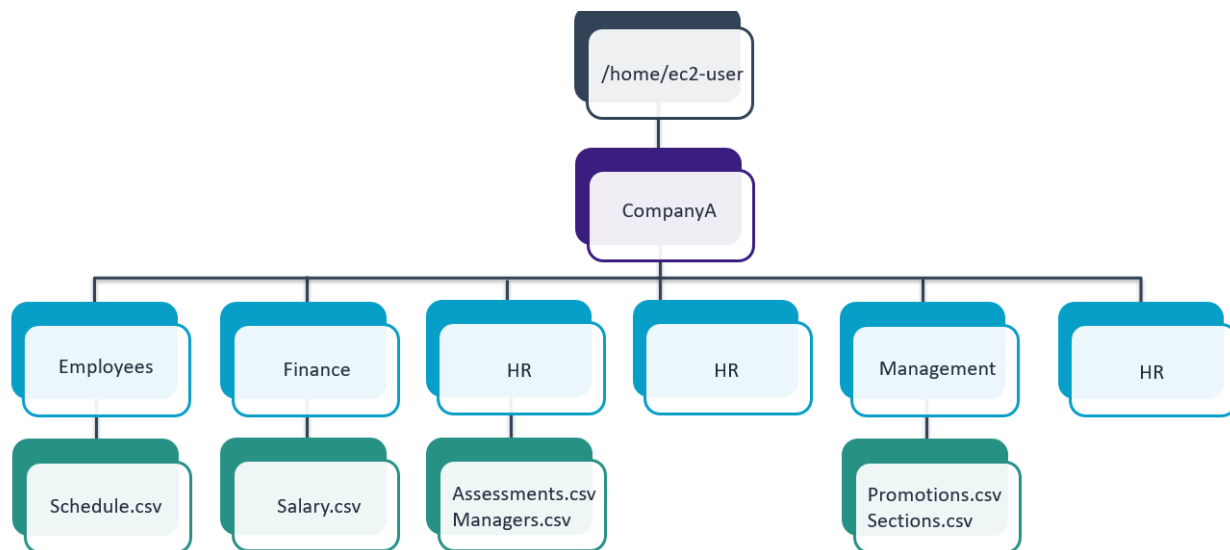 /home/ec2-user
CompanyA
Employees
Finance
HR
HR
Management
HR
Schedule.csv
Salary.csv
Assessments.csv
Managers.csv
Promotions.csv
Sections.csv